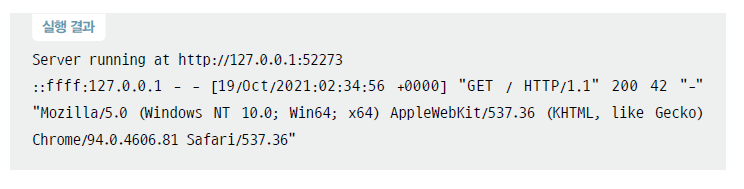 실행 결과
Server running at http://127.0.0.1:52273
::ffff:127.0.0.1 - - [19/Oct/2021:02:34:56 +0000] "GET / HTTP/1.1" 200 42 "-"
"Mozilla/5.0 (Windows NT 10.0; Win64; x64) AppleWebKit/537.36 (KHTML, like Gecko)
Chrome/94.0.4606.81 Safari/537.36"